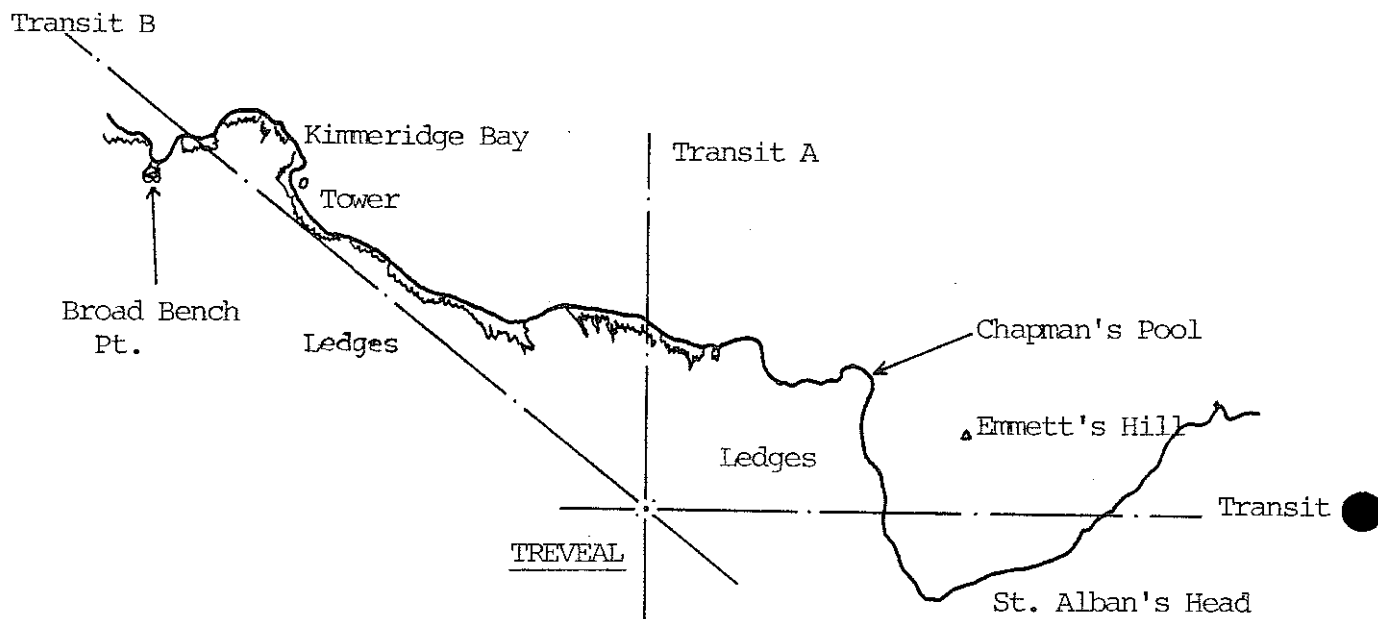 Transit B
Kimmeridge Bay
Transit A
Tower
Broad Bench
Pt.
Ledges
Chapman's Pool
Emmett's Hill
Ledges
Transit
TREVEAL
St. Alban's Head